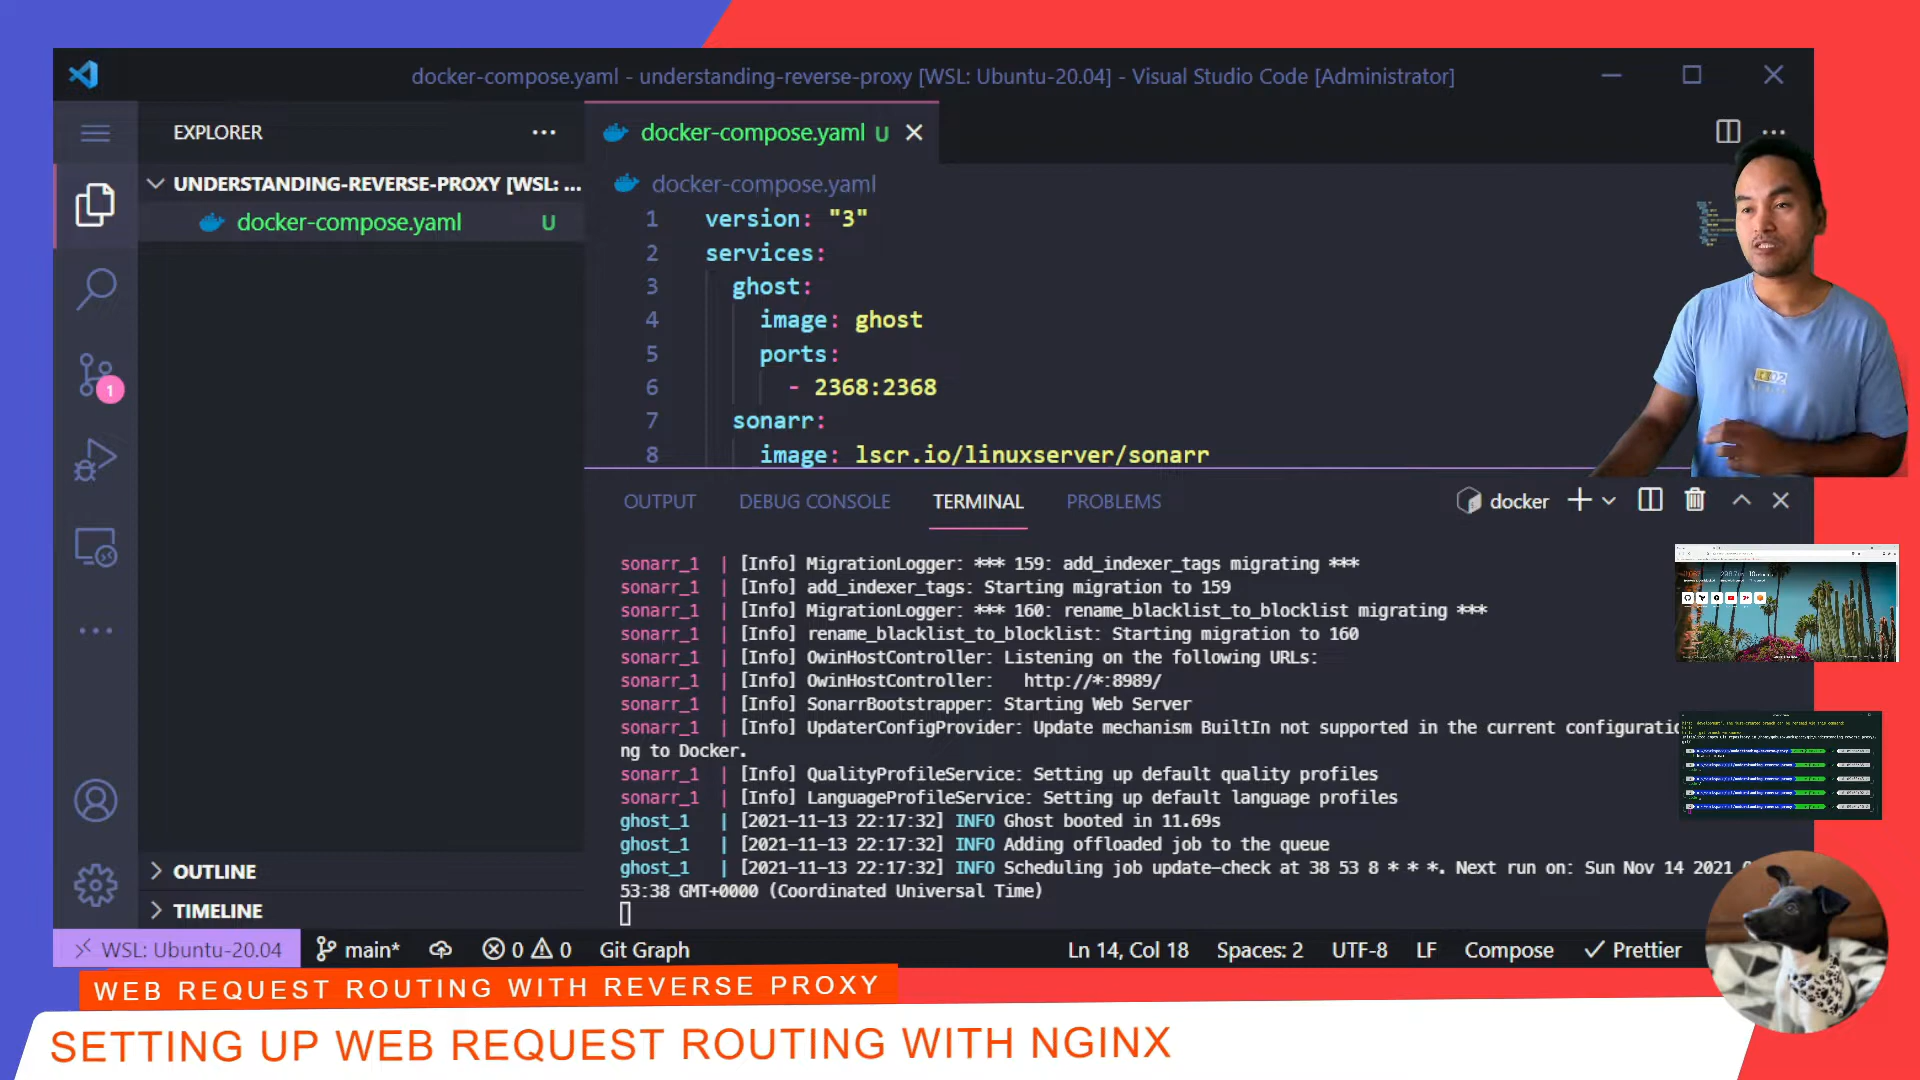 docker-compose.yaml - understanding-reverse-proxy [WSL: Ubuntu-20.04] - Visual Studio Code [Administrator]
EXPLORER
docker-compose.yaml U
UNDERSTANDING-REVERSE-PROXY [WSL: ...
docker-compose.yaml U
docker-compose.yaml
1 version: "3"
2 services:
3 ghost:
4 image: ghost
5 ports:
6 - 2368:2368
7 sonarr:
8 image: lscr.io/linuxserver/sonarr
1
OUTPUT DEBUG CONSOLE TERMINAL PROBLEMS
docker
sonarr_1 | [Info] MigrationLogger: *** 159: add_indexer_tags migrating ***
sonarr_1 | [Info] add_indexer_tags: Starting migration to 159
sonarr_1 | [Info] MigrationLogger: *** 160: rename_blacklist_to_blocklist migrating ***
sonarr_1 | [Info] rename_blacklist_to_blocklist: Starting migration to 160
sonarr_1 | [Info] OwinHostController: Listening on the following URLs:
sonarr_1 | [Info] OwinHostController: http://*:8989/
sonarr_1 | [Info] SonarrBootstrapper: Starting Web Server
sonarr_1 | [Info] UpdaterConfigProvider: Update mechanism BuiltIn not supported in the current configuratio
ng to Docker.
sonarr_1 | [Info] QualityProfileService: Setting up default quality profiles
sonarr_1 | [Info] LanguageProfileService: Setting up default language profiles
ghost_1 | [2021-11-13 22:17:32] INFO Ghost booted in 11.69s
ghost_1 | [2021-11-13 22:17:32] INFO Adding offloaded job to the queue
ghost_1 | [2021-11-13 22:17:32] INFO Scheduling job update-check at 38 53 8 * * *. Next run on: Sun Nov 14 2021
53:38 GMT+0000 (Coordinated Universal Time)
OUTLINE
TIMELINE
WSL: Ubuntu-20.04 main* 0 0 Git Graph Ln 14, Col 18 Spaces: 2 UTF-8 LF Compose Prettier
WEB REQUEST ROUTING WITH REVERSE PROXY
SETTING UP WEB REQUEST ROUTING WITH NGINX